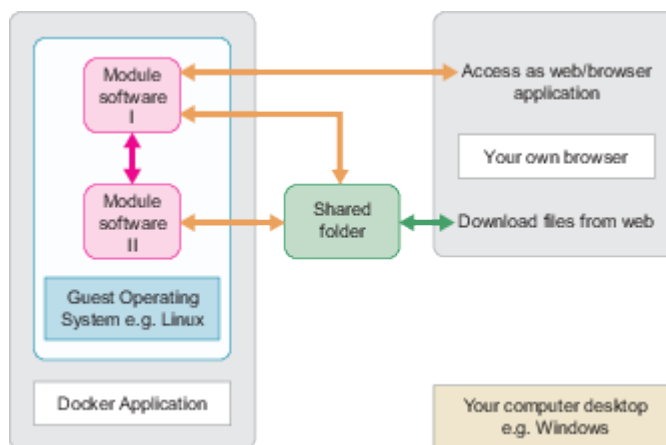 Module
software
I
Access as web/browser
application
Your own browser
Module
software
II
Shared
folder
Download files from web
Guest Operating
System e.g. Linux
Docker Application
Your computer desktop
e.g. Windows